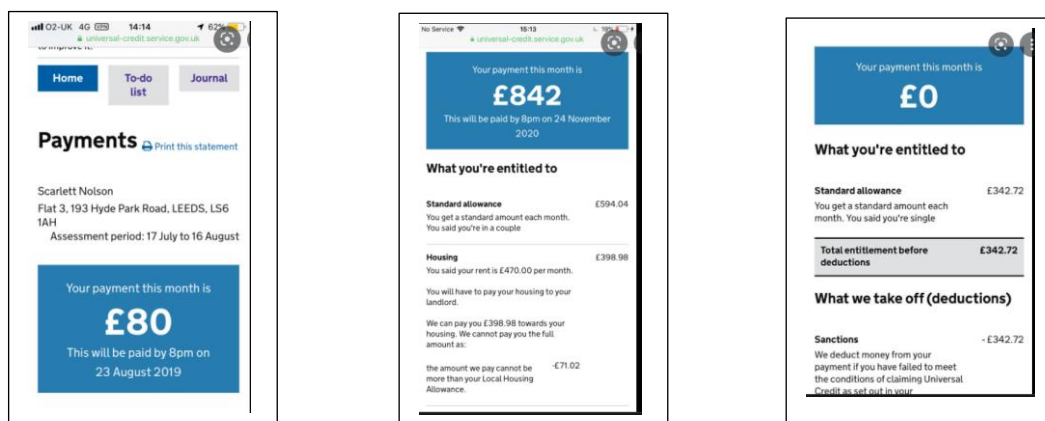 O2-UK 4G VPN 14:14 62%
universal-credit.service.gov.uk
to improve it.
Home
To-do
list
Journal
Payments Print this statement
Scarlett Nolson
Flat 3, 193 Hyde Park Road, LEEDS, LS6
1AH
Assessment period: 17 July to 16 August
Your payment this month is
£80
This will be paid by 8pm on
23 August 2019
No Service 15:13
universal-credit.service.gov.uk
Your payment this month is
£842
This will be paid by 8pm on 24 November
2020
What you're entitled to
Standard allowance £594.04
You get a standard amount each month.
You said you're in a couple
Housing £398.98
You said your rent is £470.00 per month.
You will have to pay your housing to your
landlord.
We can pay you £398.98 towards your
housing. We cannot pay you the full
amount as:
the amount we pay cannot be -£71.02
more than your Local Housing
Allowance.
Your payment this month is
£0
What you're entitled to
Standard allowance £342.72
You get a standard amount each
month. You said you're single
Total entitlement before £342.72
deductions
What we take off (deductions)
Sanctions - £342.72
We deduct money from your
payment if you have failed to meet
the conditions of claiming Universal
Credit as set out in your